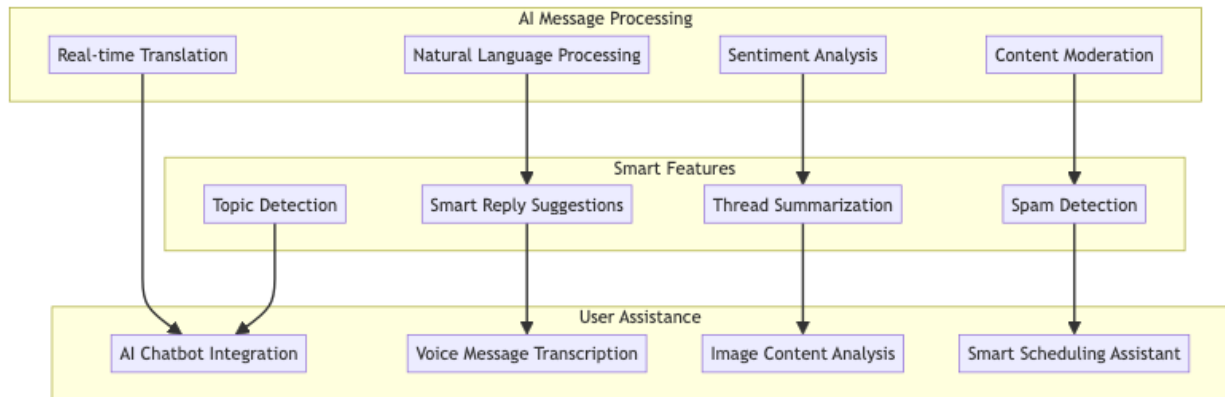 AI Message Processing
Real-time Translation
Natural Language Processing
Sentiment Analysis
Content Moderation
Smart Features
Topic Detection
Smart Reply Suggestions
Thread Summarization
Spam Detection
User Assistance
AI Chatbot Integration
Voice Message Transcription
Image Content Analysis
Smart Scheduling Assistant